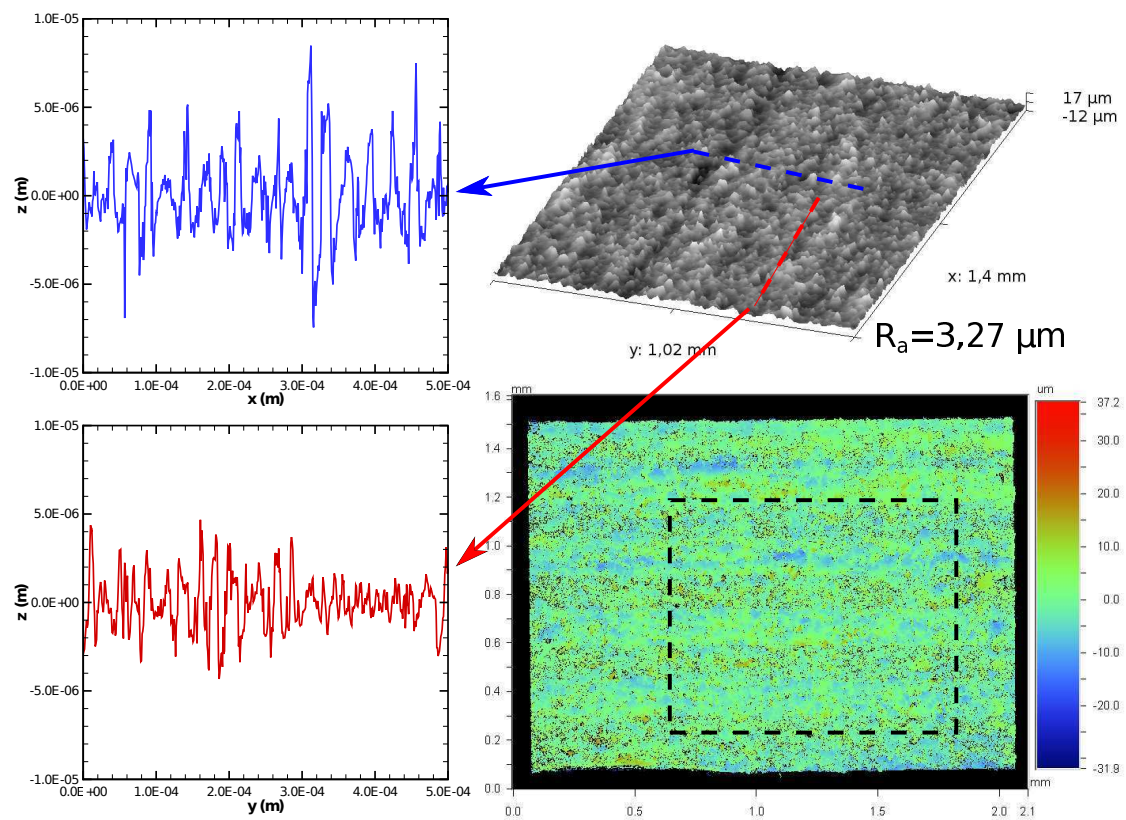 1.0E-05
5.0E-06
0.0E+00
-5.0E-06
-1.0E-05
z (m)
0.0E+00 1.0E-04 2.0E-04 3.0E-04 4.0E-04 5.0E-04
x (m)
17 µm
-12 µm
x: 1,4 mm
y: 1,02 mm
Ra=3,27 µm
1.0E-05
5.0E-06
0.0E+00
-5.0E-06
-1.0E-05
z (m)
0.0E+00 1.0E-04 2.0E-04 3.0E-04 4.0E-04 5.0E-04
y (m)
mm
1.6
1.4
1.2
1.0
0.8
0.6
0.4
0.2
0.0
0.0 0.5 1.0 1.5 2.0 2.1
mm
um
37.2
30.0
20.0
10.0
0.0
-10.0
-20.0
-31.9